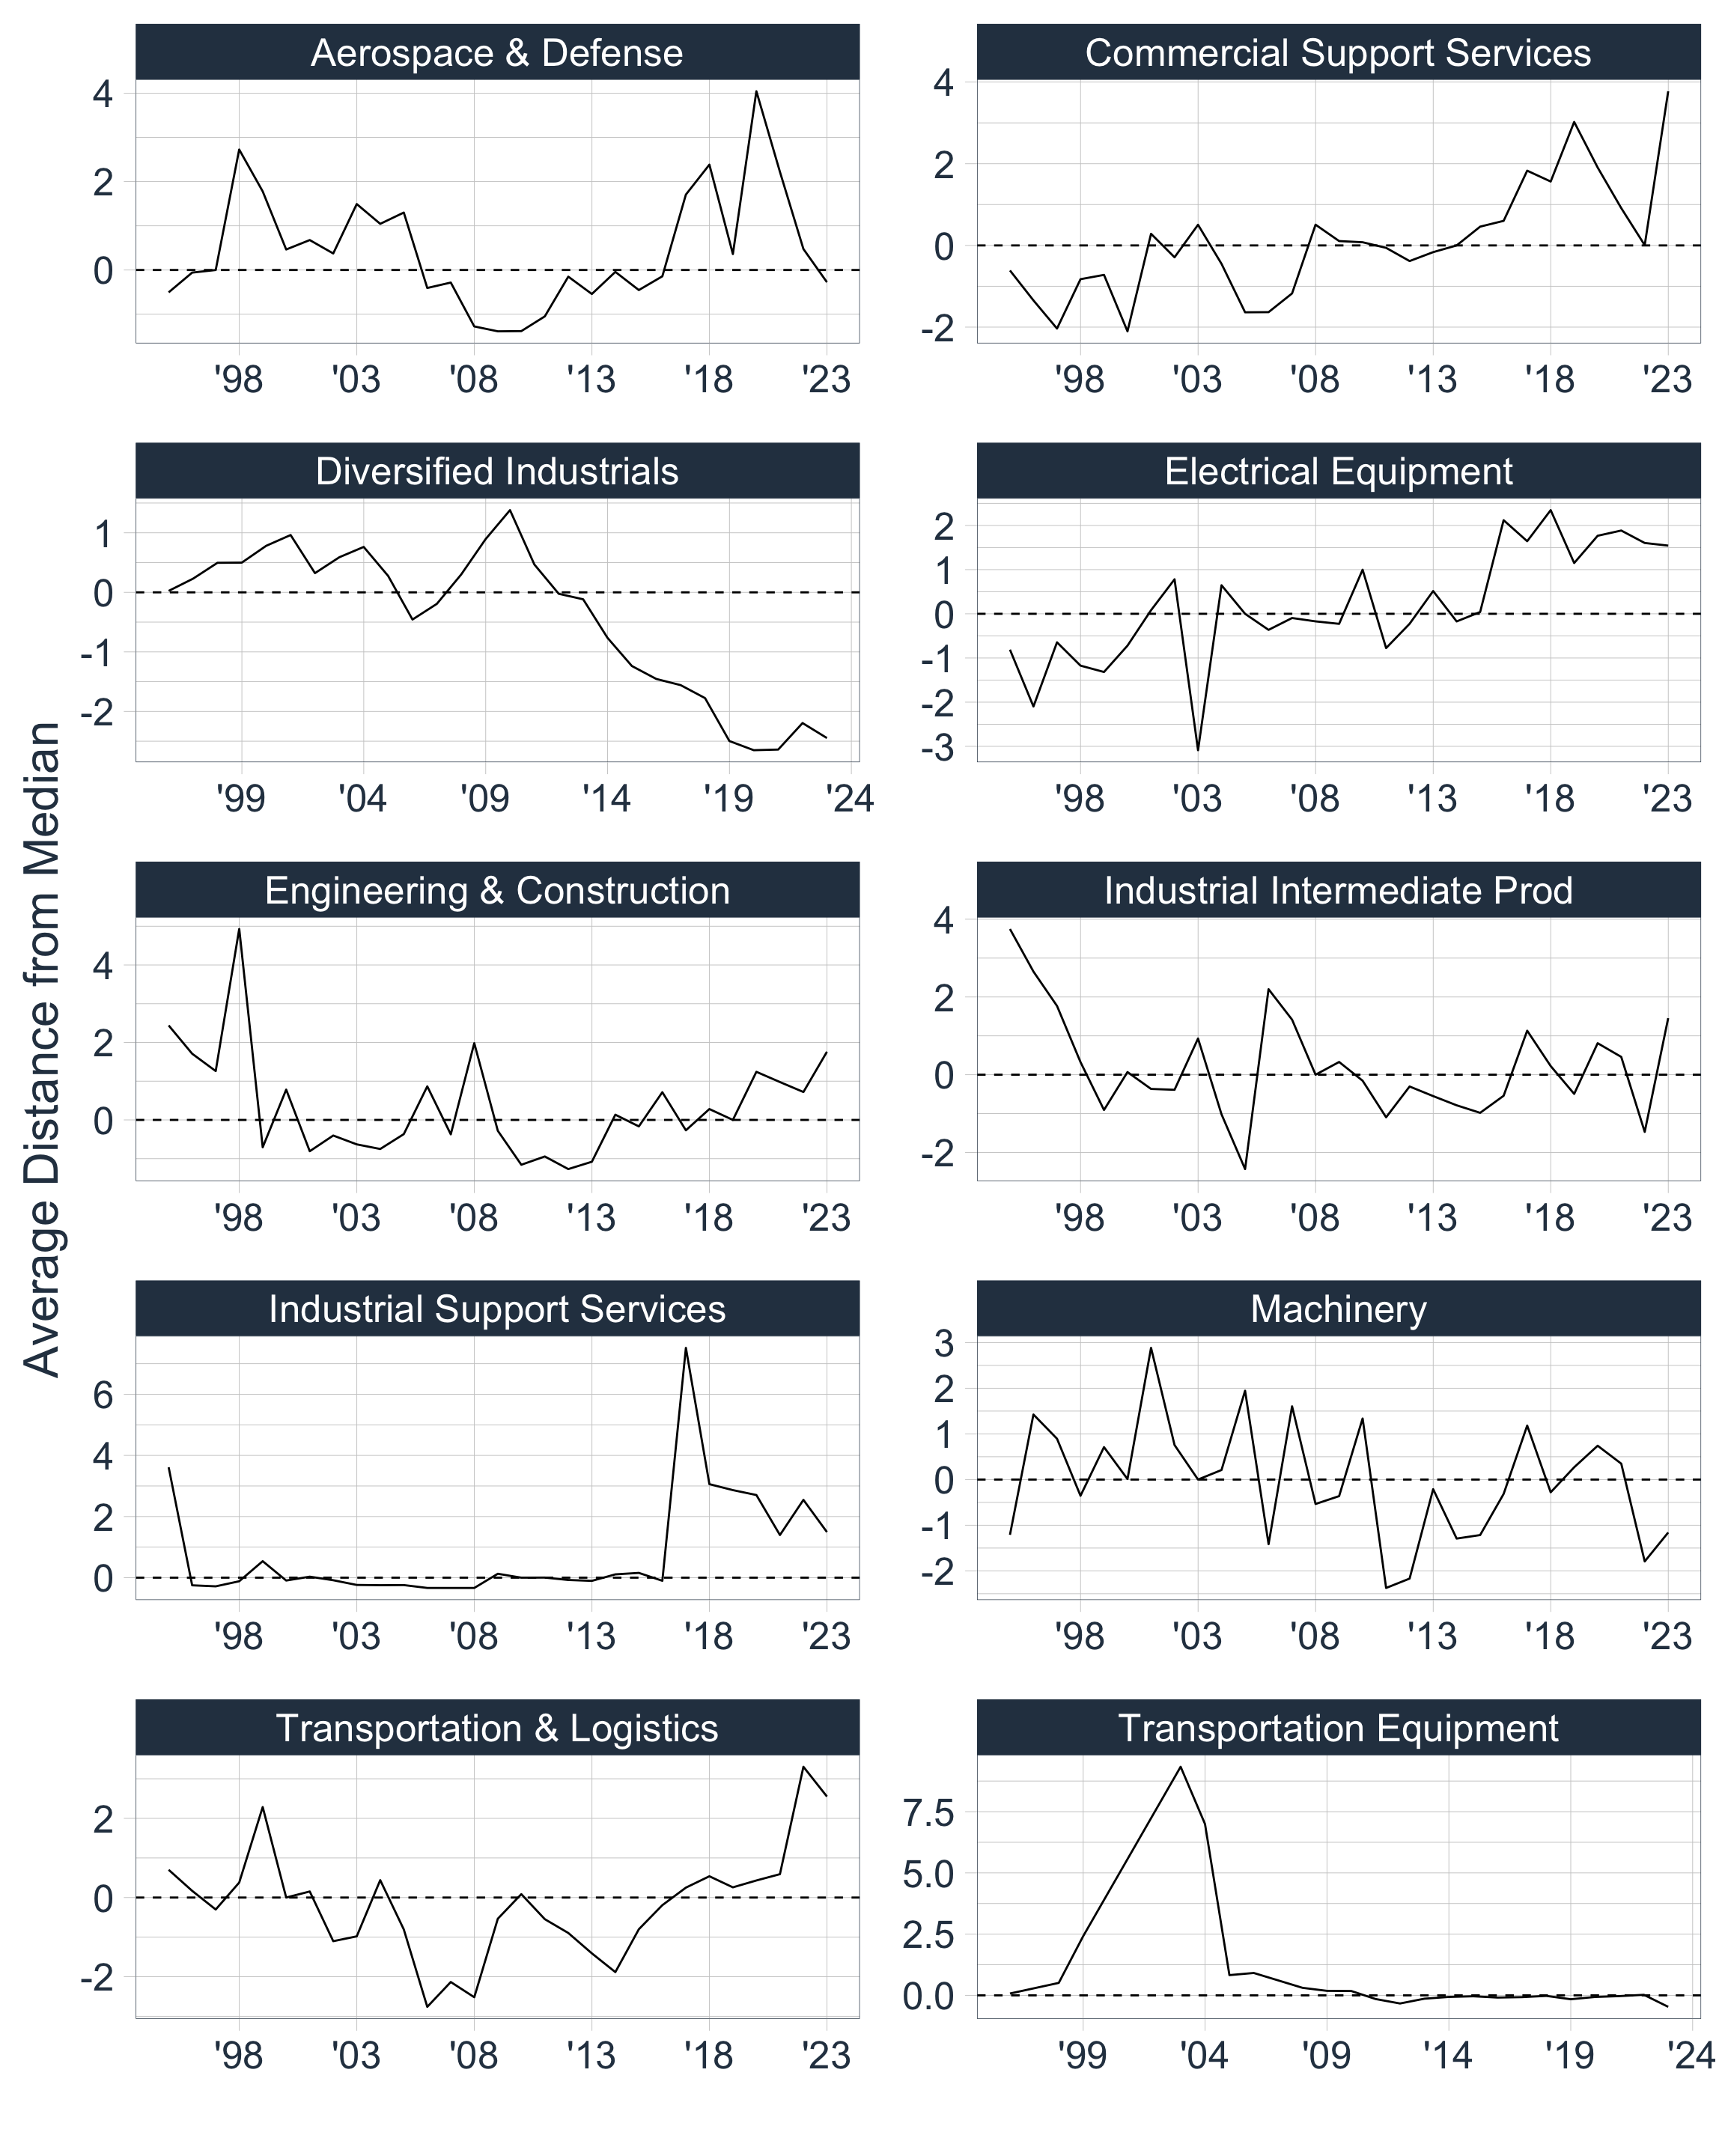 Average Distance from Median
Aerospace & Defense
4
2
0
'98 '03 '08 '13 '18 '23
Commercial Support Services
4
2
0
-2
'98 '03 '08 '13 '18 '23
Diversified Industrials
1
0
-1
-2
'99 '04 '09 '14 '19 '24
Electrical Equipment
2
1
0
-1
-2
-3
'98 '03 '08 '13 '18 '23
Engineering & Construction
4
2
0
'98 '03 '08 '13 '18 '23
Industrial Intermediate Prod
4
2
0
-2
'98 '03 '08 '13 '18 '23
Industrial Support Services
6
4
2
0
'98 '03 '08 '13 '18 '23
Machinery
3
2
1
0
-1
-2
'98 '03 '08 '13 '18 '23
Transportation & Logistics
2
0
-2
'98 '03 '08 '13 '18 '23
Transportation Equipment
7.5
5.0
2.5
0.0
'99 '04 '09 '14 '19 '24